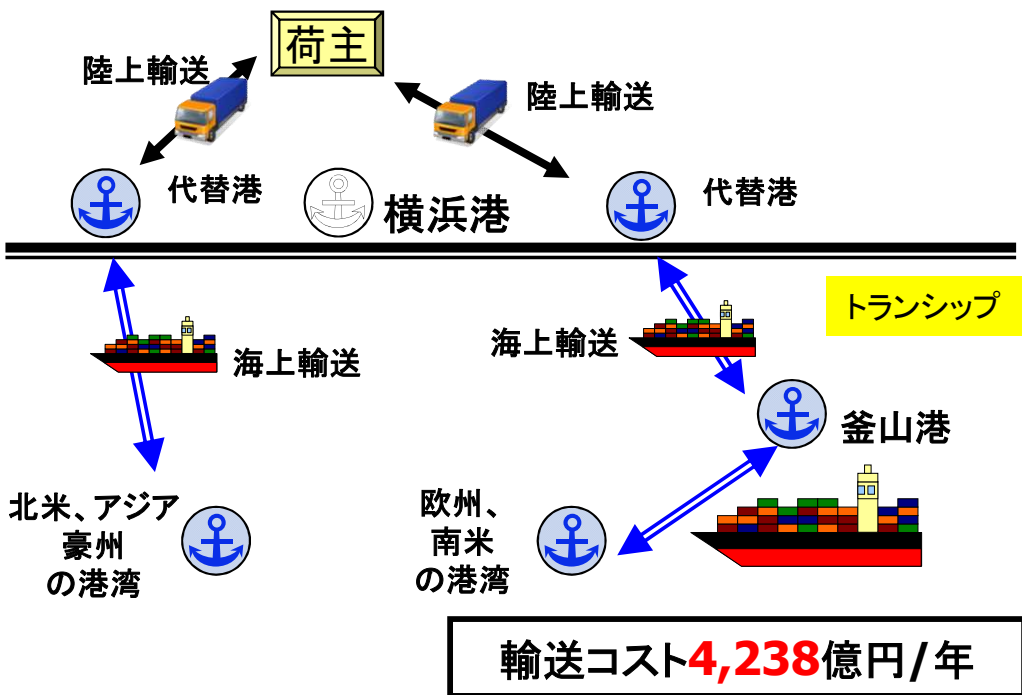 荷主
陸上輸送
陸上輸送
代替港
横浜港
代替港
トランシップ
海上輸送
海上輸送
釜山港
北米、アジア
豪州
の港湾
欧州、
南米
の港湾
輸送コスト4,238億円/年